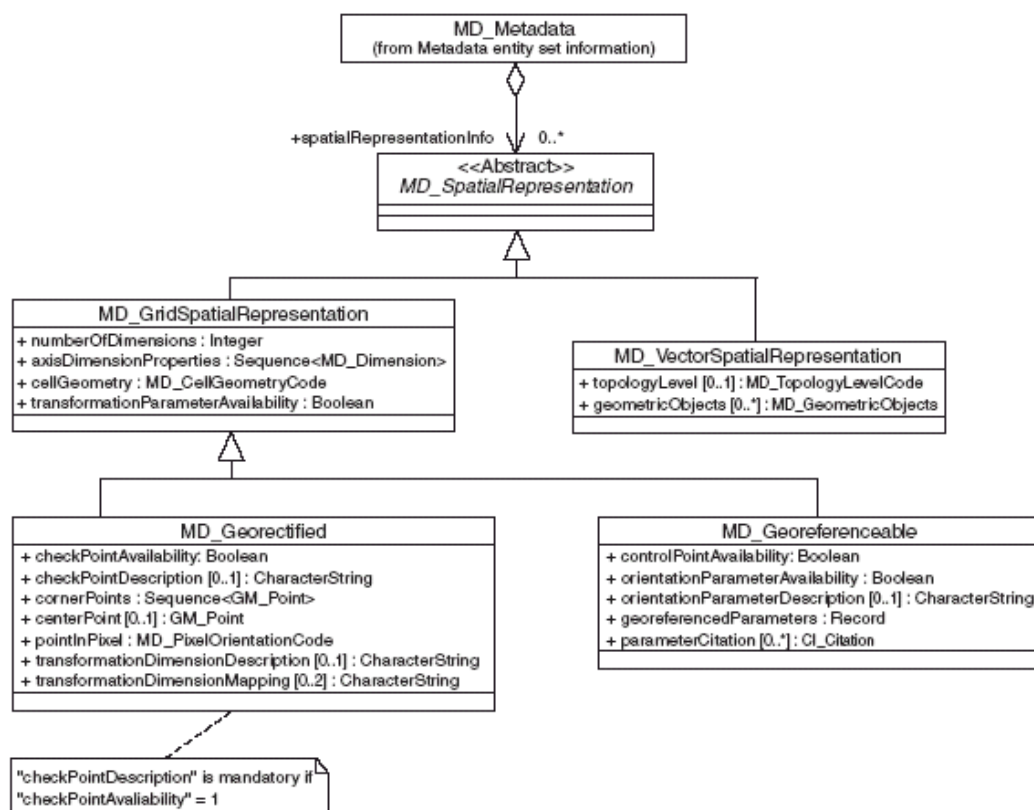 MD_Metadata
(from Metadata entity set information)
+spatialRepresentationInfo 0..*
<<Abstract>>
MD_SpatialRepresentation
MD_GridSpatialRepresentation
+ numberOfDimensions : Integer
+ axisDimensionProperties : Sequence<MD_Dimension>
+ cellGeometry : MD_CellGeometryCode
+ transformationParameterAvailability : Boolean
MD_VectorSpatialRepresentation
+ topologyLevel [0..1] : MD_TopologyLevelCode
+ geometricObjects [0..*] : MD_GeometricObjects
MD_Georectified
+ checkPointAvailability: Boolean
+ checkPointDescription [0..1] : CharacterString
+ cornerPoints : Sequence<GM_Point>
+ centerPoint [0..1] : GM_Point
+ pointInPixel : MD_PixelOrientationCode
+ transformationDimensionDescription [0..1] : CharacterString
+ transformationDimensionMapping [0..2] : CharacterString
MD_Georeferenceable
+ controlPointAvailability: Boolean
+ orientationParameterAvailability : Boolean
+ orientationParameterDescription [0..1] : CharacterString
+ georeferencedParameters : Record
+ parameterCitation [0..*] : CI_Citation
"checkPointDescription" is mandatory if
"checkPointAvaliability" = 1